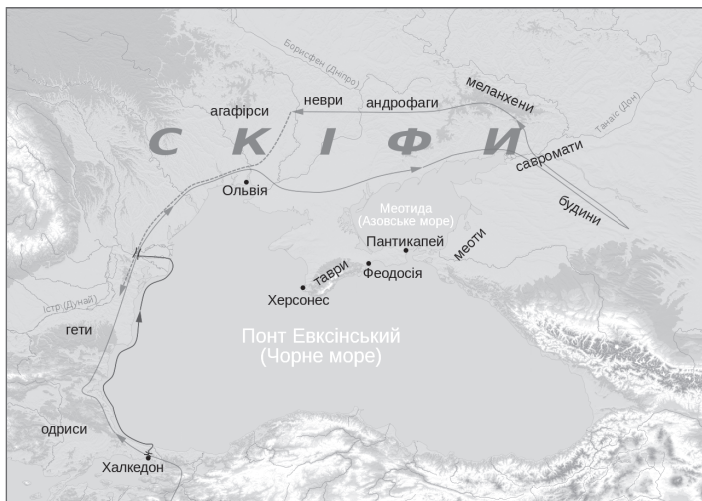 Борисфен (Дніпро)
меланхени
неври
андрофаги
агафірси
Танаїс (Дон)
СКІФИ
савромати
Ольвія
Меотида
(Азовське море)
будини
Пантикапей
меоти
таври
Феодосія
Херсонес
Істр (Дунай)
гети
Понт Евксінський
(Чорне море)
одриси
Халкедон